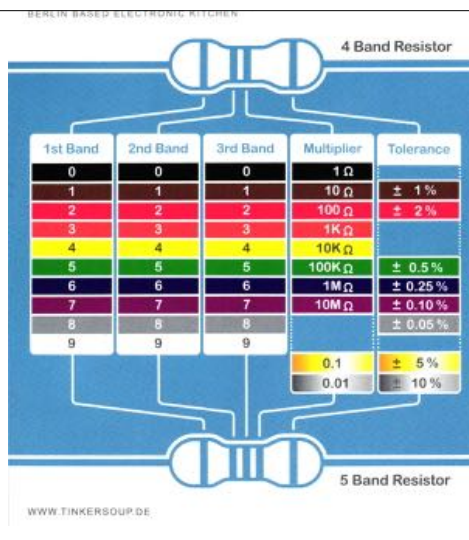 BERLIN BASED ELECTRONIC KITCHEN
4 Band Resistor
1st Band 2nd Band 3rd Band Multiplier Tolerance
0 0 0 1 Ω
1 1 1 10 Ω ± 1%
2 2 2 100 Ω ± 2%
3 3 3 1K Ω
4 4 4 10K Ω
5 5 5 100K Ω ± 0.5%
6 6 6 1M Ω ± 0.25%
7 7 7 10M Ω ± 0.10%
8 8 8 ± 0.05%
9 9 9
0.1 ± 5%
0.01 ± 10%
5 Band Resistor
WWW.TINKERSOUP.DE